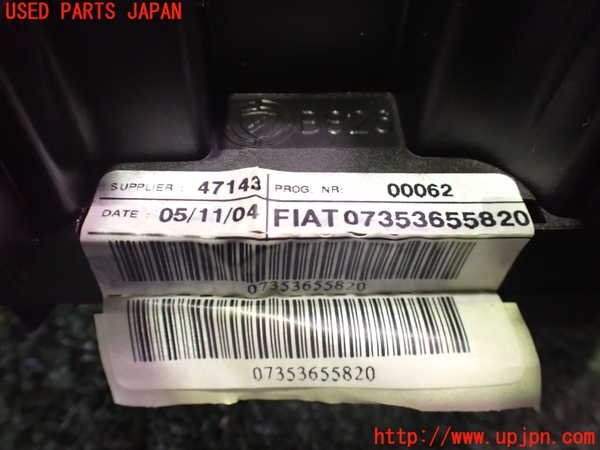 USED PARTS JAPAN
B923
SUPPLIER : 47143 PROG. NR: 00062
DATE : 05/11/04 FIAT 07353655820
07353655820
07353655820
http://www.upjpn.com/